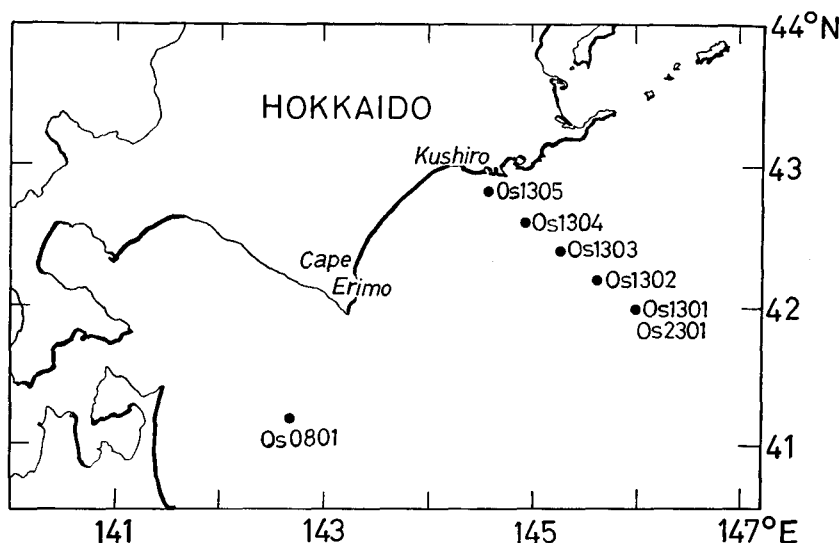 44°N
HOKKAIDO
Kushiro
43
Os1305
Os1304
Cape
Erimo
Os1303
Os1302
42
Os1301
Os2301
Os0801
41
141
143
145
147°E